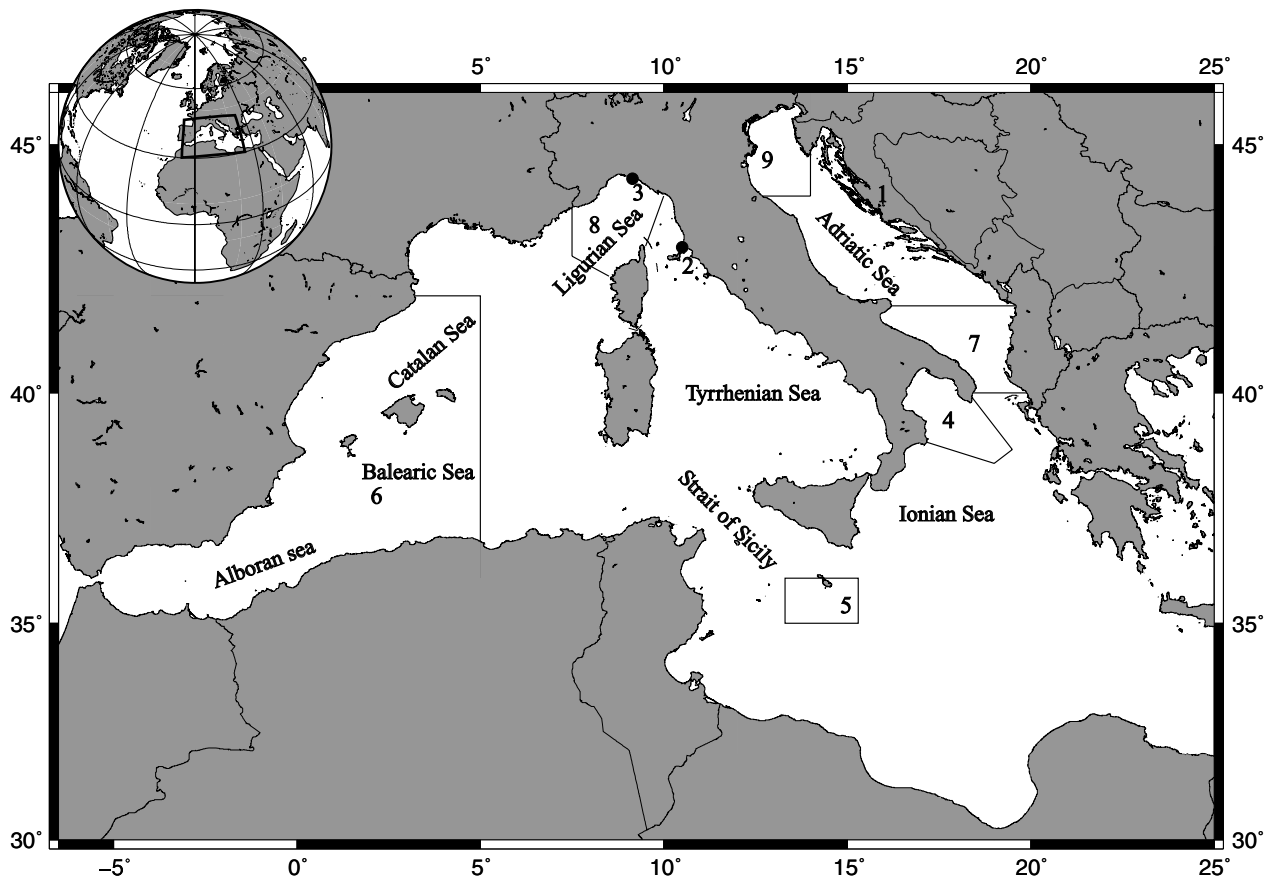 5° 10° 15° 20° 25°
45° 45°
9
1
3
8
Ligurian Sea
Adriatic Sea
2
7
Catalan Sea
40° 40°
Tyrrhenian Sea
4
Balearic Sea
6
Strait of Sicily
Ionian Sea
Alboran sea
5
35° 35°
30° 30°
−5° 0° 5° 10° 15° 20° 25°